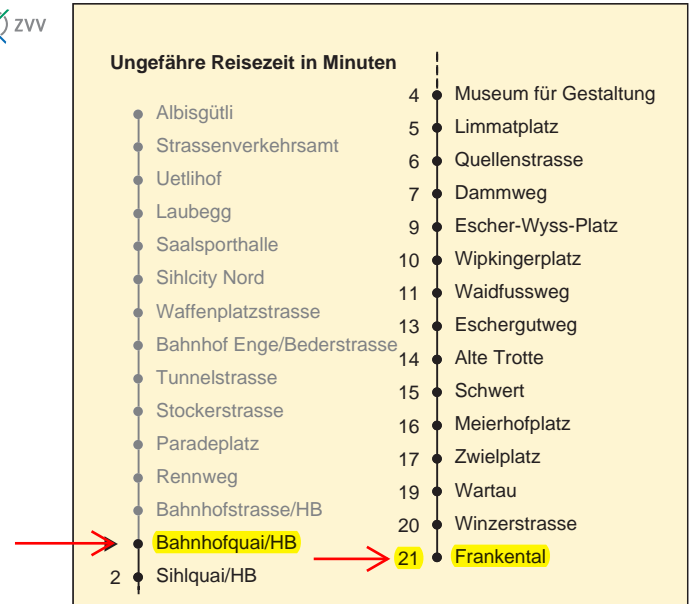 ZVV
Ungefähre Reisezeit in Minuten
Albisgütli
Strassenverkehrsamt
Uetlihof
Laubegg
Saalsporthalle
Sihlcity Nord
Waffenplatzstrasse
Bahnhof Enge/Bederstrasse
Tunnelstrasse
Stockerstrasse
Paradeplatz
Rennweg
Bahnhofstrasse/HB
Bahnhofquai/HB
2 Sihlquai/HB
4 Museum für Gestaltung
5 Limmatplatz
6 Quellenstrasse
7 Dammweg
9 Escher-Wyss-Platz
10 Wipkingerplatz
11 Waidfussweg
13 Eschergutweg
14 Alte Trotte
15 Schwert
16 Meierhofplatz
17 Zwielplatz
19 Wartau
20 Winzerstrasse
21 Frankental